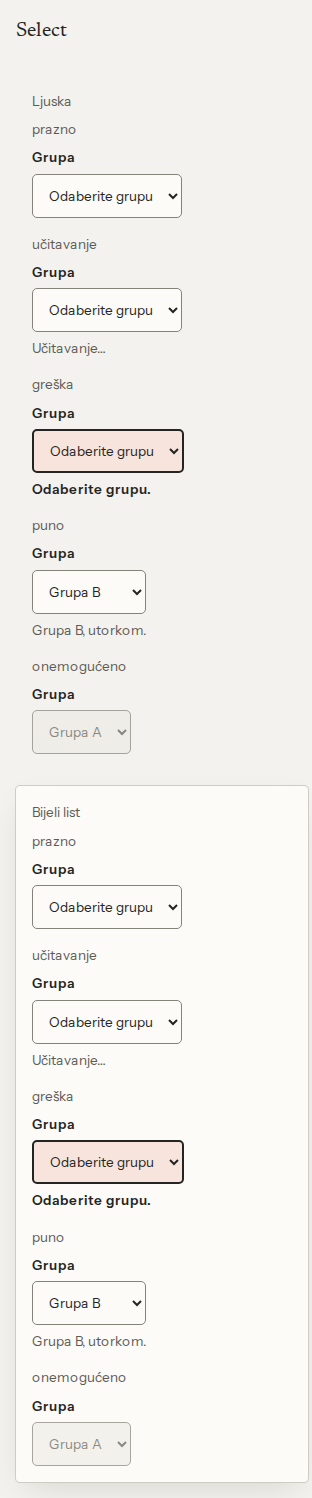 Select
Ljuska
prazno
Grupa
Odaberite grupu
učitavanje
Grupa
Odaberite grupu
Učitavanje…
greška
Grupa
Odaberite grupu
Odaberite grupu.
puno
Grupa
Grupa B
Grupa B, utorkom.
onemogućeno
Grupa
Grupa A
Bijeli list
prazno
Grupa
Odaberite grupu
učitavanje
Grupa
Odaberite grupu
Učitavanje…
greška
Grupa
Odaberite grupu
Odaberite grupu.
puno
Grupa
Grupa B
Grupa B, utorkom.
onemogućeno
Grupa
Grupa A